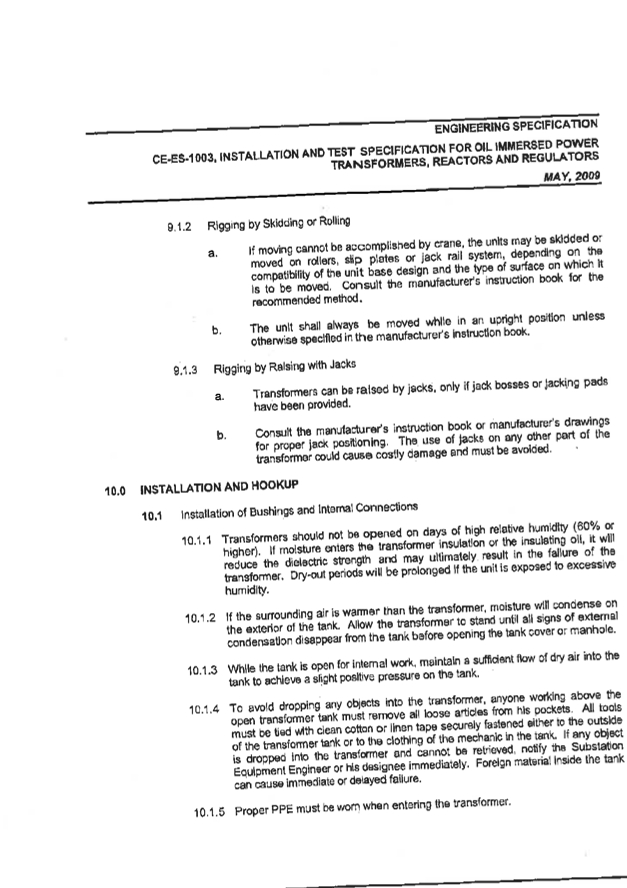 ENGINEERING SPECIFICATION
CE-ES-1003, INSTALLATION AND TEST SPECIFICATION FOR OIL IMMERSED POWER
TRANSFORMERS, REACTORS AND REGULATORS
MAY, 2009
9.1.2 Rigging by Skidding or Rolling
a. If moving cannot be accomplished by crane, the units may be skidded or
moved on rollers, slip plates or jack rail system, depending on the
compatibility of the unit base design and the type of surface on which it
is to be moved. Consult the manufacturer's instruction book for the
recommended method.
b. The unit shall always be moved while in an upright position unless
otherwise specified in the manufacturer's instruction book.
9.1.3 Rigging by Raising with Jacks
a. Transformers can be raised by jacks, only if jack bosses or jacking pads
have been provided.
b. Consult the manufacturer's instruction book or manufacturer's drawings
for proper jack positioning. The use of jacks on any other part of the
transformer could cause costly damage and must be avoided.
10.0 INSTALLATION AND HOOKUP
10.1 Installation of Bushings and Internal Connections
10.1.1 Transformers should not be opened on days of high relative humidity (60% or
higher). If moisture enters the transformer insulation or the insulating oil, it will
reduce the dielectric strength and may ultimately result in the failure of the
transformer. Dry-out periods will be prolonged if the unit is exposed to excessive
humidity.
10.1.2 If the surrounding air is warmer than the transformer, moisture will condense on
the exterior of the tank. Allow the transformer to stand until all signs of external
condensation disappear from the tank before opening the tank cover or manhole.
10.1.3 While the tank is open for internal work, maintain a sufficient flow of dry air into the
tank to achieve a slight positive pressure on the tank.
10.1.4 To avoid dropping any objects into the transformer, anyone working above the
open transformer tank must remove all loose articles from his pockets. All tools
must be tied with clean cotton or linen tape securely fastened either to the outside
of the transformer tank or to the clothing of the mechanic in the tank. If any object
is dropped into the transformer and cannot be retrieved, notify the Substation
Equipment Engineer or his designee immediately. Foreign material inside the tank
can cause immediate or delayed failure.
10.1.5 Proper PPE must be worn when entering the transformer.